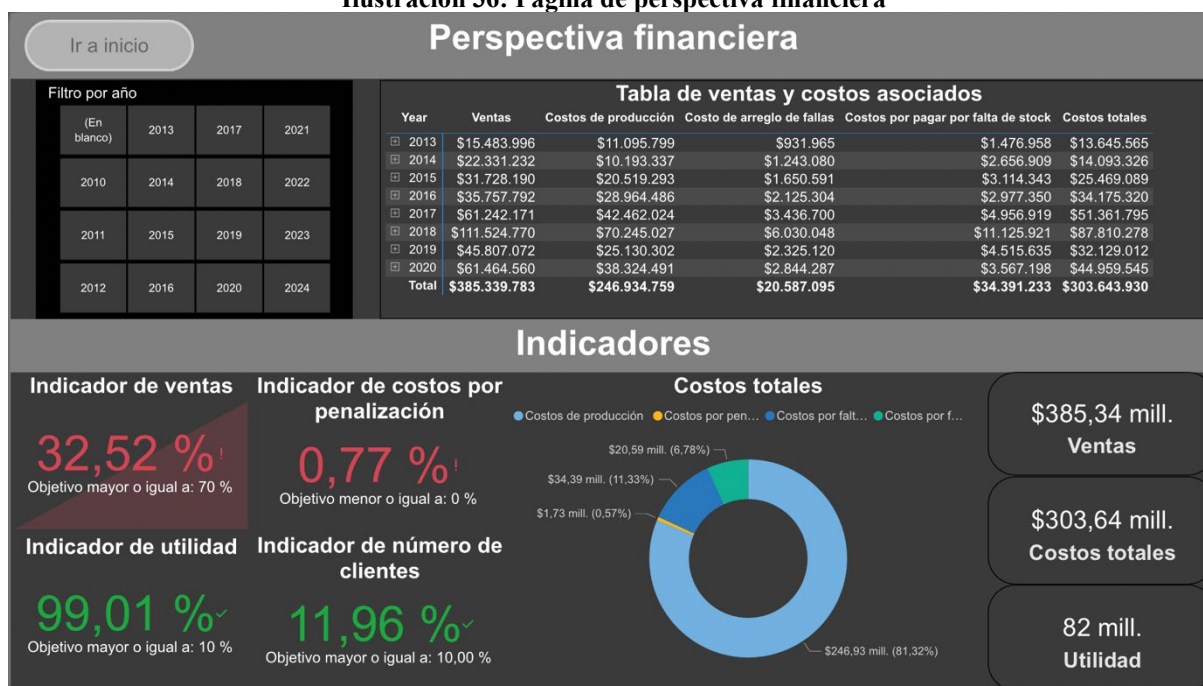 Ilustración 36: Página de perspectiva financiera
Ir a inicio
Perspectiva financiera
Filtro por año
(En blanco) 2013 2017 2021
2010 2014 2018 2022
2011 2015 2019 2023
2012 2016 2020 2024
Tabla de ventas y costos asociados
Year Ventas Costos de producción Costo de arreglo de fallas Costos por pagar por falta de stock Costos totales
2013 $15.483.996 $11.095.799 $931.965 $1.476.958 $13.645.565
2014 $22.331.232 $10.193.337 $1.243.080 $2.656.909 $14.093.326
2015 $31.728.190 $20.519.293 $1.650.591 $3.114.343 $25.469.089
2016 $35.757.792 $28.964.486 $2.125.304 $2.977.350 $34.175.320
2017 $61.242.171 $42.462.024 $3.436.700 $4.956.919 $51.361.795
2018 $111.524.770 $70.245.027 $6.030.048 $11.125.921 $87.810.278
2019 $45.807.072 $25.130.302 $2.325.120 $4.515.635 $32.129.012
2020 $61.464.560 $38.324.491 $2.844.287 $3.567.198 $44.959.545
Total $385.339.783 $246.934.759 $20.587.095 $34.391.233 $303.643.930
Indicadores
Indicador de ventas
32,52 %!
Objetivo mayor o igual a: 70 %
Indicador de costos por
penalización
0,77 %!
Objetivo menor o igual a: 0 %
Indicador de utilidad
99,01 %
Objetivo mayor o igual a: 10 %
Indicador de número de
clientes
11,96 %
Objetivo mayor o igual a: 10,00 %
Costos totales
Costos de producción Costos por pen... Costos por falt... Costos por f...
$20,59 mill. (6,78%)
$34,39 mill. (11,33%)
$1,73 mill. (0,57%)
$246,93 mill. (81,32%)
$385,34 mill.
Ventas
$303,64 mill.
Costos totales
82 mill.
Utilidad